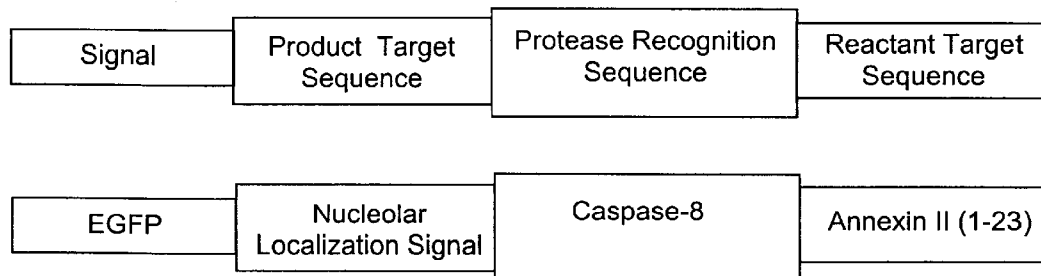 Signal
Product Target
Sequence
Protease Recognition
Sequence
Reactant Target
Sequence
EGFP
Nucleolar
Localization Signal
Caspase-8
Annexin II (1-23)